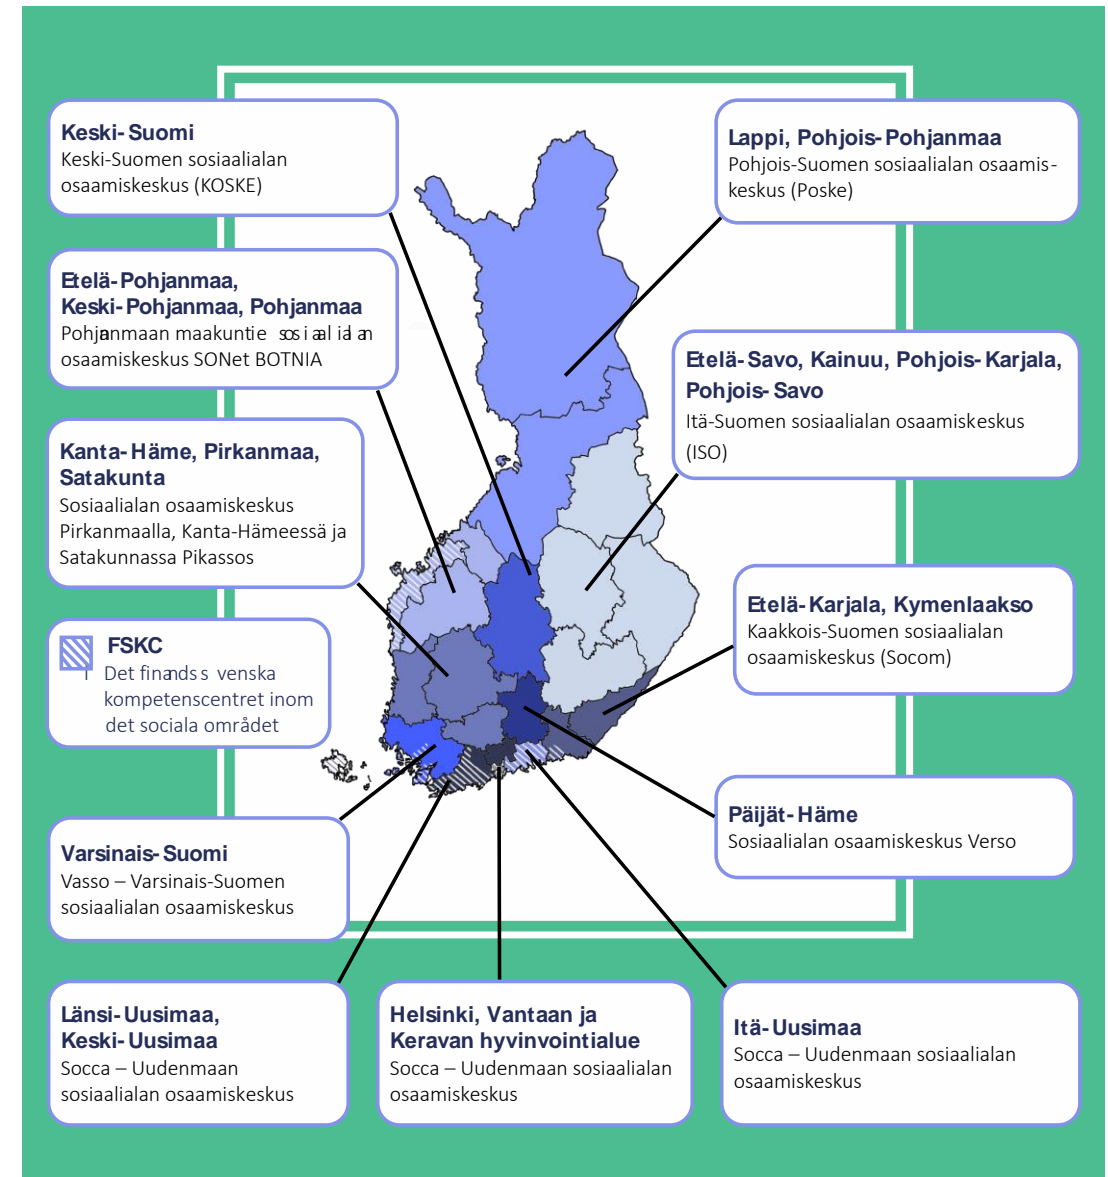 Keski-Suomi
Keski-Suomen sosiaalialan
osaamiskeskus (KOSKE)
Lappi, Pohjois-Pohjanmaa
Pohjois-Suomen sosiaalialan osaamis-
keskus (Poske)
Etelä-Pohjanmaa,
Keski-Pohjanmaa, Pohjanmaa
Pohjanmaan maakuntie sosiaalialan
osaamiskeskus SONet BOTNIA
Etelä-Savo, Kainuu, Pohjois-Karjala,
Pohjois-Savo
Itä-Suomen sosiaalialan osaamiskeskus
(ISO)
Kanta-Häme, Pirkanmaa,
Satakunta
Sosiaalialan osaamiskeskus
Pirkanmaalla, Kanta-Hämeessä ja
Satakunnassa Pikassos
Etelä-Karjala, Kymenlaakso
Kaakkois-Suomen sosiaalialan
osaamiskeskus (Socom)
FSKC
Det finandssvenska
kompetenscentret inom
det sociala området
Päijät-Häme
Sosiaalialan osaamiskeskus Verso
Varsinais-Suomi
Vasso – Varsinais-Suomen
sosiaalialan osaamiskeskus
Länsi-Uusimaa,
Keski-Uusimaa
Socca – Uudenmaan
sosiaalialan osaamiskeskus
Helsinki, Vantaan ja
Keravan hyvinvointialue
Socca – Uudenmaan sosiaalialan
osaamiskeskus
Itä-Uusimaa
Socca – Uudenmaan sosiaalialan
osaamiskeskus